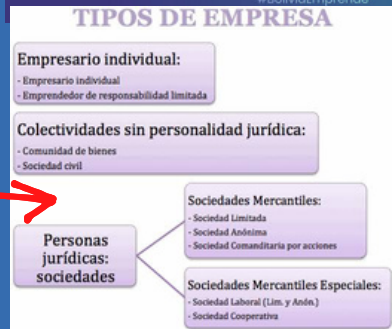 #BoliviaEmprende
TIPOS DE EMPRESA
Empresario individual:
- Empresario individual
- Emprendedor de responsabilidad limitada
Colectividades sin personalidad jurídica:
- Comunidad de bienes
- Sociedad civil
Personas
jurídicas:
sociedades
Sociedades Mercantiles:
- Sociedad Limitada
- Sociedad Anónima
- Sociedad Comanditaria por acciones
Sociedades Mercantiles Especiales:
- Sociedad Laboral (Lim. y Anón.)
- Sociedad Cooperativa